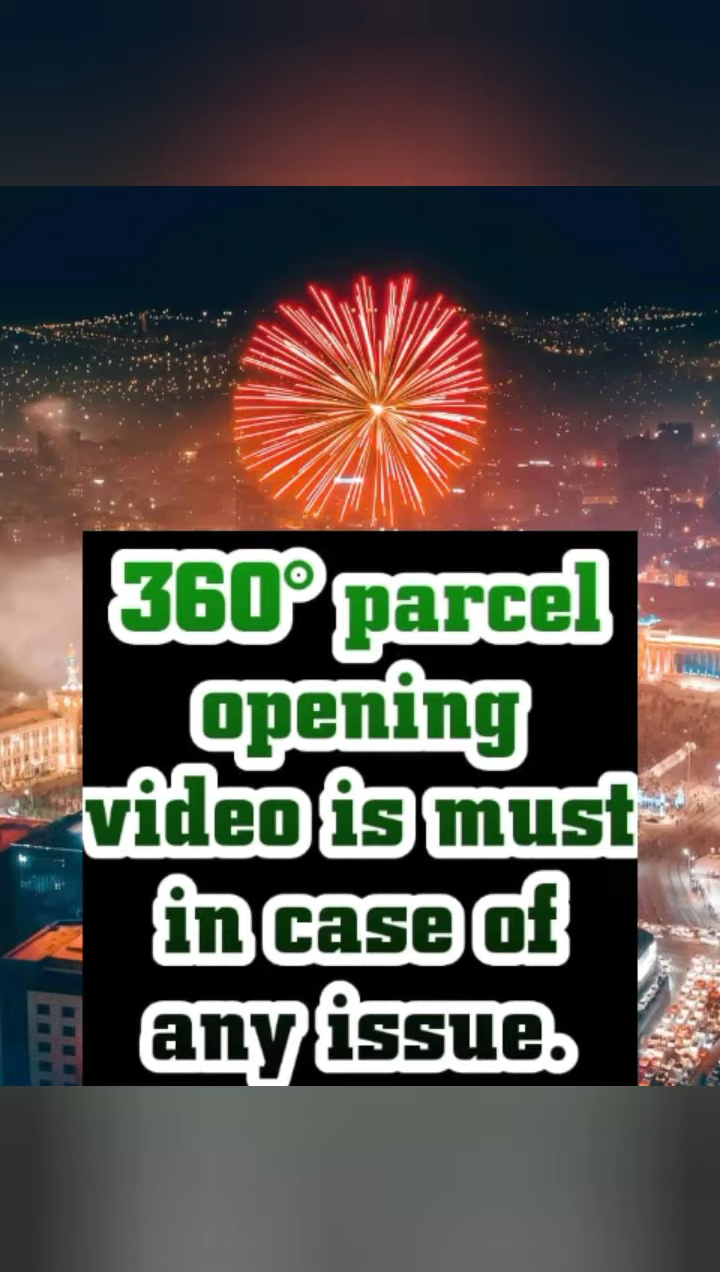 360° parcel
opening
video is must
in case of
any issue.